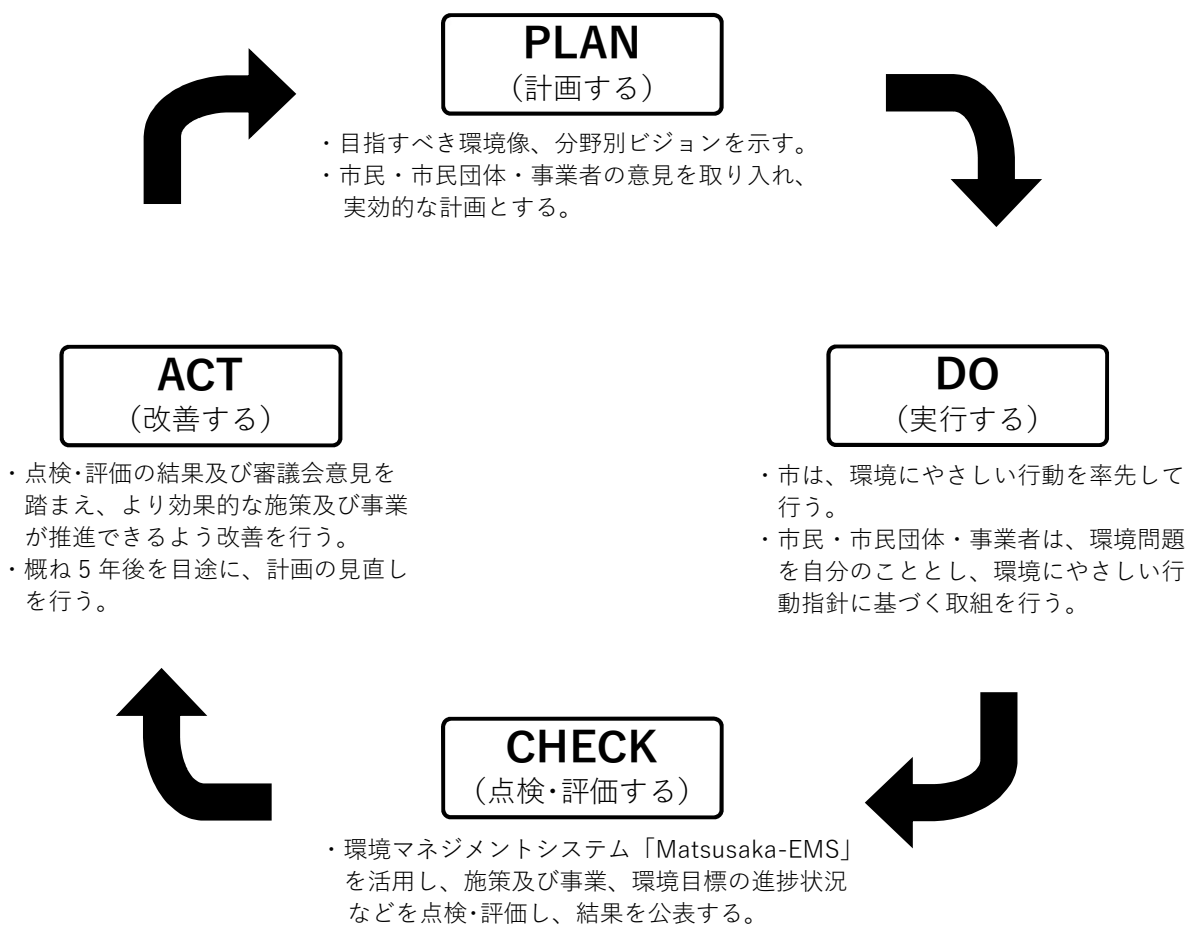 PLAN
（計画する）
・目指すべき環境像、分野別ビジョンを示す。
・市民・市民団体・事業者の意見を取り入れ、
実効的な計画とする。
ACT
（改善する）
・点検･評価の結果及び審議会意見を
踏まえ、より効果的な施策及び事業
が推進できるよう改善を行う。
・概ね 5 年後を目途に、計画の見直し
を行う。
DO
（実行する）
・市は、環境にやさしい行動を率先して
行う。
・市民・市民団体・事業者は、環境問題
を自分のこととし、環境にやさしい行
動指針に基づく取組を行う。
CHECK
（点検･評価する）
・環境マネジメントシステム「Matsusaka-EMS」
を活用し、施策及び事業、環境目標の進捗状況
などを点検･評価し、結果を公表する。